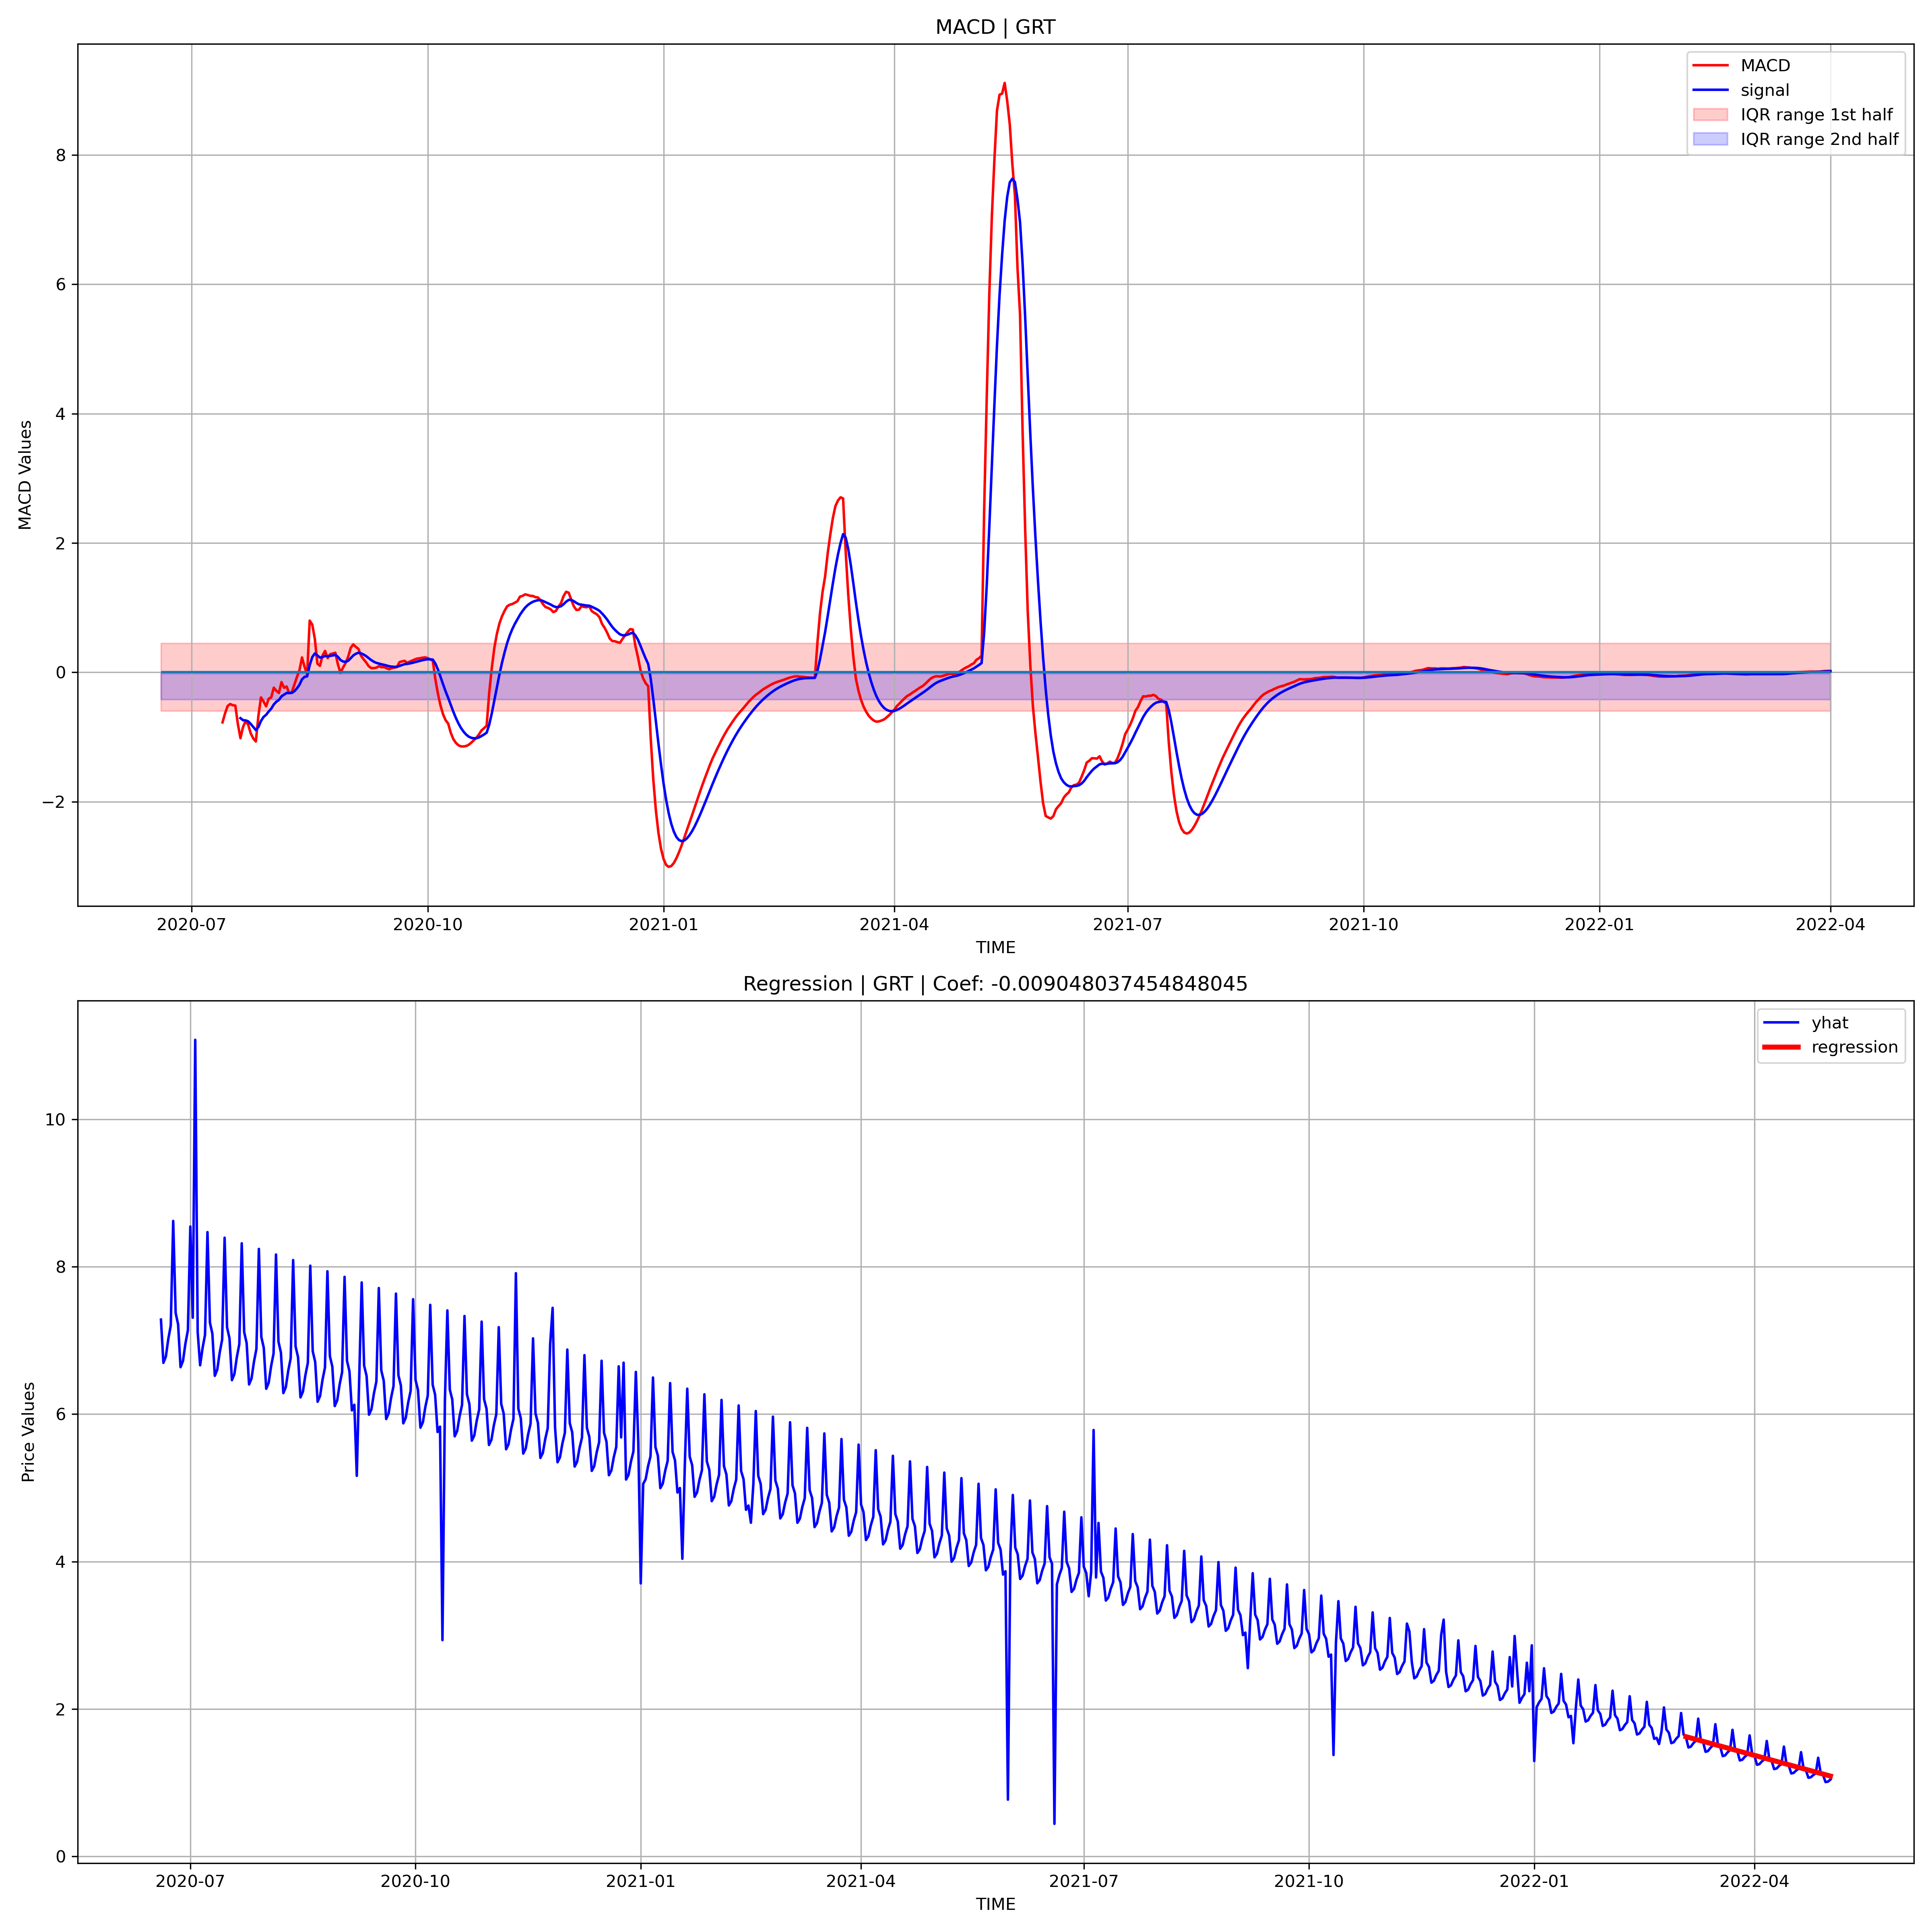 MACD | GRT
MACD
signal
IQR range 1st half
IQR range 2nd half
8
6
4
2
0
−2
MACD Values
2020-07 2020-10 2021-01 2021-04 2021-07 2021-10 2022-01 2022-04
TIME
Regression | GRT | Coef: -0.009048037454848045
yhat
regression
10
8
6
4
2
0
Price Values
2020-07 2020-10 2021-01 2021-04 2021-07 2021-10 2022-01 2022-04
TIME